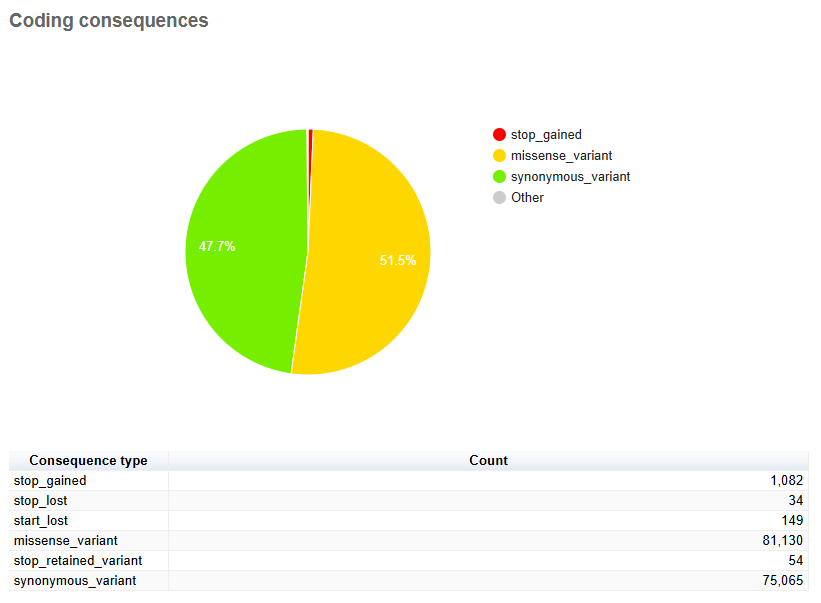 Coding consequences
stop_gained
missense_variant
synonymous_variant
Other
47.7%
51.5%
Consequence type Count
stop_gained 1,082
stop_lost 34
start_lost 149
missense_variant 81,130
stop_retained_variant 54
synonymous_variant 75,065